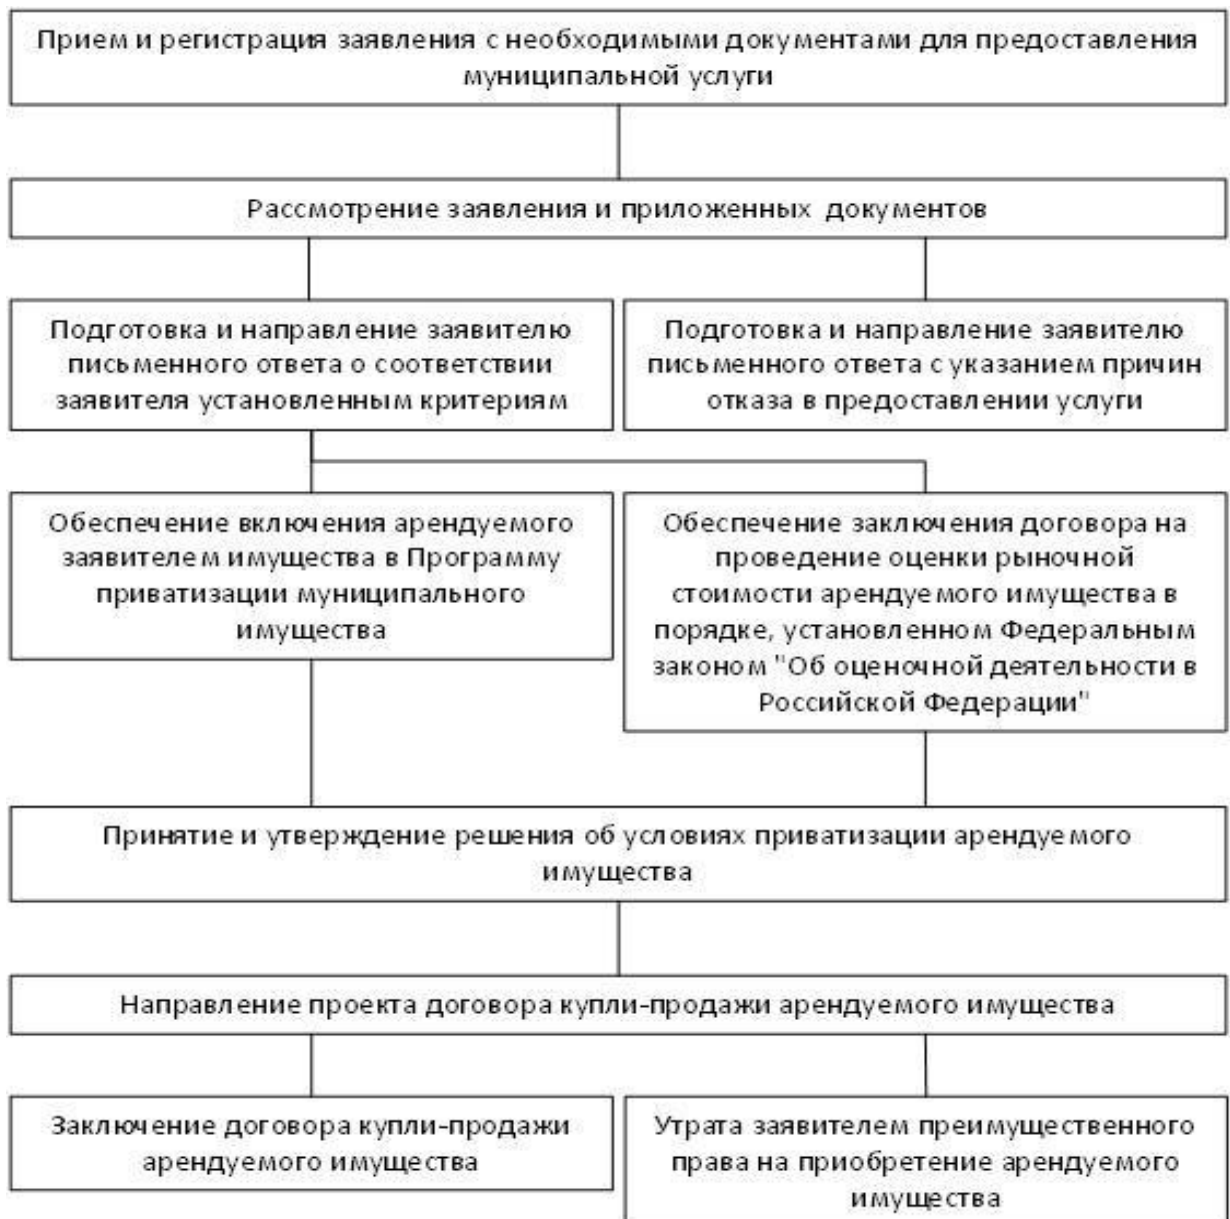 Прием и регистрация заявления с необходимыми документами для предоставления
муниципальной услуги
Рассмотрение заявления и приложенных документов
Подготовка и направление заявителю
письменного ответа о соответствии
заявителя установленным критериям
Подготовка и направление заявителю
письменного ответа с указанием причин
отказа в предоставлении услуги
Обеспечение включения арендуемого
заявителем имущества в Программу
приватизации муниципального
имущества
Обеспечение заключения договора на
проведение оценки рыночной
стоимости арендуемого имущества в
порядке, установленном Федеральным
законом "Об оценочной деятельности в
Российской Федерации"
Принятие и утверждение решения об условиях приватизации арендуемого
имущества
Направление проекта договора купли-продажи арендуемого имущества
Заключение договора купли-продажи
арендуемого имущества
Утрата заявителем преимущественного
права на приобретение арендуемого
имущества